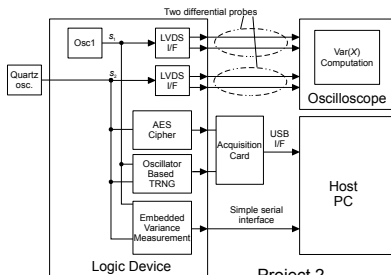 Two differential probes
Osc1
s1
LVDS
I/F
Var(X)
Computation
Oscilloscope
Quartz
osc.
s2
LVDS
I/F
AES
Cipher
Oscillator
Based
TRNG
Acquisition
Card
USB
I/F
Host
PC
Embedded
Variance
Measurement
Simple serial
interface
Logic Device
Project 2